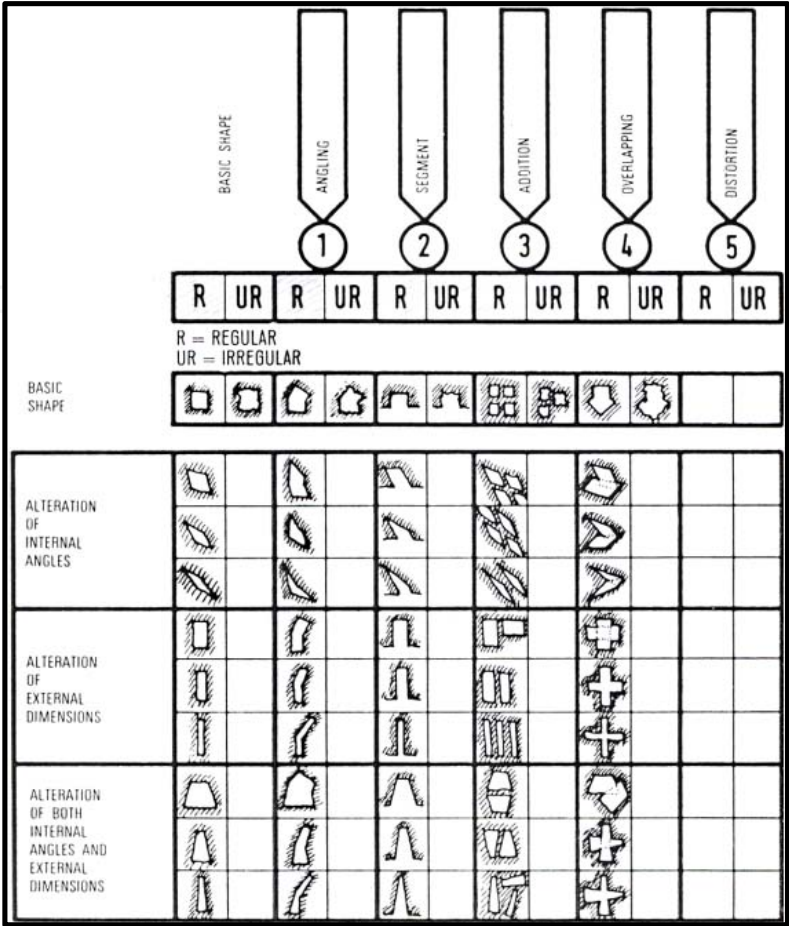 BASIC SHAPE
ANGLING
SEGMENT
ADDITION
OVERLAPPING
DISTORTION
1 2 3 4 5
R UR R UR R UR R UR R UR R UR
R = REGULAR
UR = IRREGULAR
BASIC
SHAPE
ALTERATION
OF
INTERNAL
ANGLES
ALTERATION
OF
EXTERNAL
DIMENSIONS
ALTERATION
OF BOTH
INTERNAL
ANGLES AND
EXTERNAL
DIMENSIONS